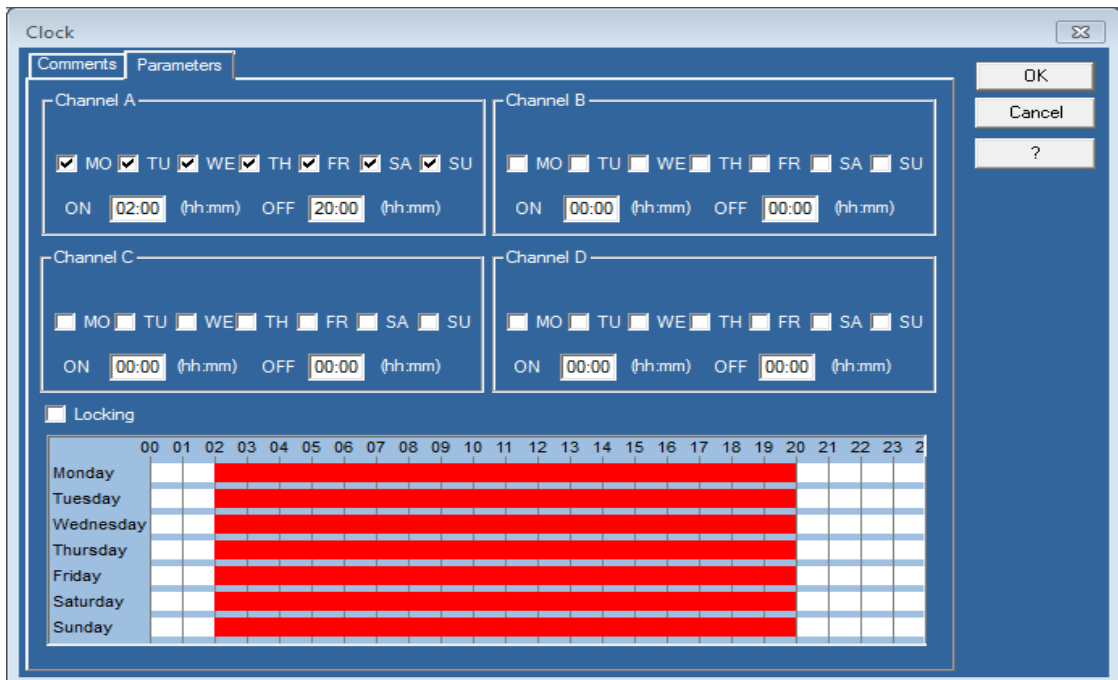 Clock
Comments Parameters
OK
Cancel
?
Channel A
MO TU WE TH FR SA SU
ON 02:00 (hh:mm) OFF 20:00 (hh:mm)
Channel B
MO TU WE TH FR SA SU
ON 00:00 (hh:mm) OFF 00:00 (hh:mm)
Channel C
MO TU WE TH FR SA SU
ON 00:00 (hh:mm) OFF 00:00 (hh:mm)
Channel D
MO TU WE TH FR SA SU
ON 00:00 (hh:mm) OFF 00:00 (hh:mm)
Locking
00 01 02 03 04 05 06 07 08 09 10 11 12 13 14 15 16 17 18 19 20 21 22 23 2
Monday
Tuesday
Wednesday
Thursday
Friday
Saturday
Sunday